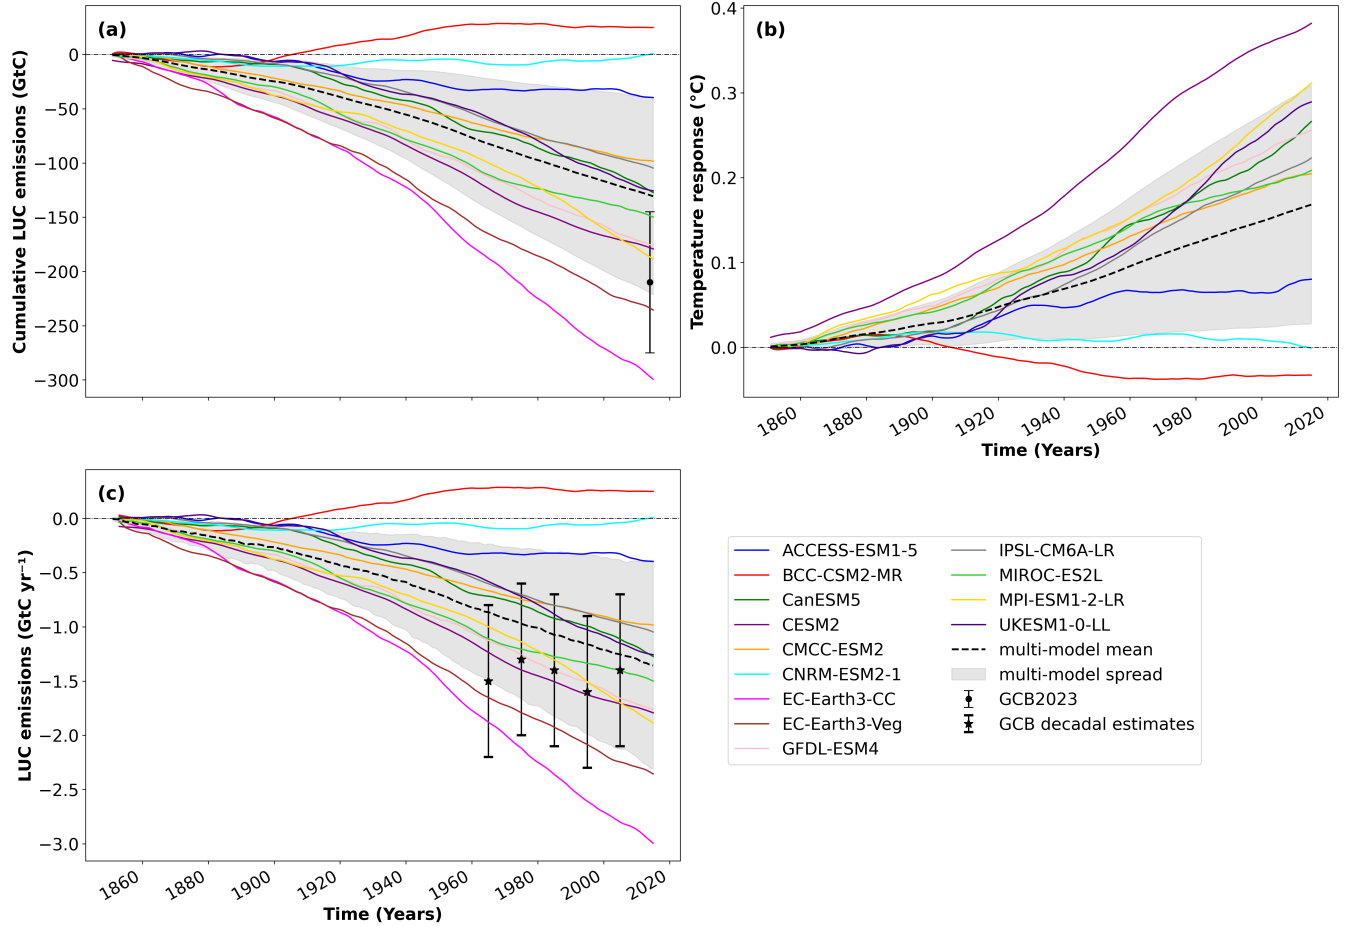 (a)
Cumulative LUC emissions (GtC)
0
−50
−100
−150
−200
−250
−300
(b)
Temperature response (°C)
0.4
0.3
0.2
0.1
0.0
1860 1880 1900 1920 1940 1960 1980 2000 2020
Time (Years)
(c)
LUC emissions (GtC yr⁻¹)
0.0
−0.5
−1.0
−1.5
−2.0
−2.5
−3.0
1860 1880 1900 1920 1940 1960 1980 2000 2020
Time (Years)
ACCESS-ESM1-5
BCC-CSM2-MR
CanESM5
CESM2
CMCC-ESM2
CNRM-ESM2-1
EC-Earth3-CC
EC-Earth3-Veg
GFDL-ESM4
IPSL-CM6A-LR
MIROC-ES2L
MPI-ESM1-2-LR
UKESM1-0-LL
multi-model mean
multi-model spread
GCB2023
GCB decadal estimates